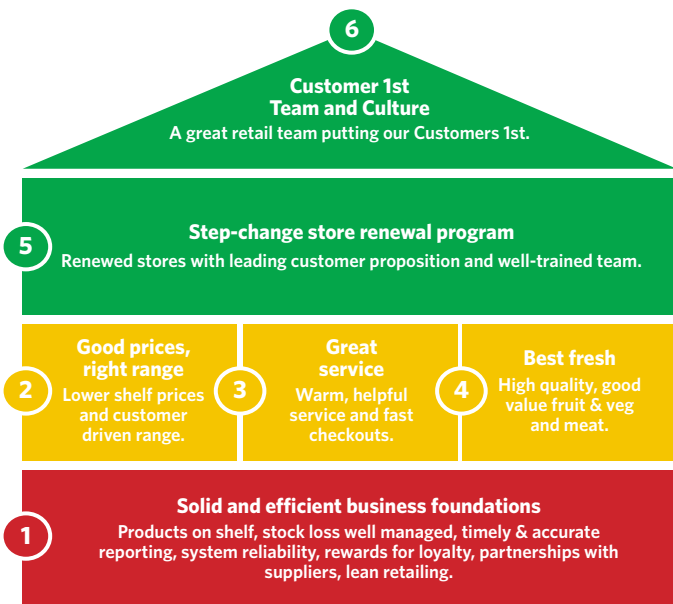 6
Customer 1st
Team and Culture
A great retail team putting our Customers 1st.
5
Step-change store renewal program
Renewed stores with leading customer proposition and well-trained team.
2
Good prices,
right range
Lower shelf prices
and customer
driven range.
3
Great
service
Warm, helpful
service and fast
checkouts.
4
Best fresh
High quality, good
value fruit & veg
and meat.
1
Solid and efficient business foundations
Products on shelf, stock loss well managed, timely & accurate
reporting, system reliability, rewards for loyalty, partnerships with
suppliers, lean retailing.